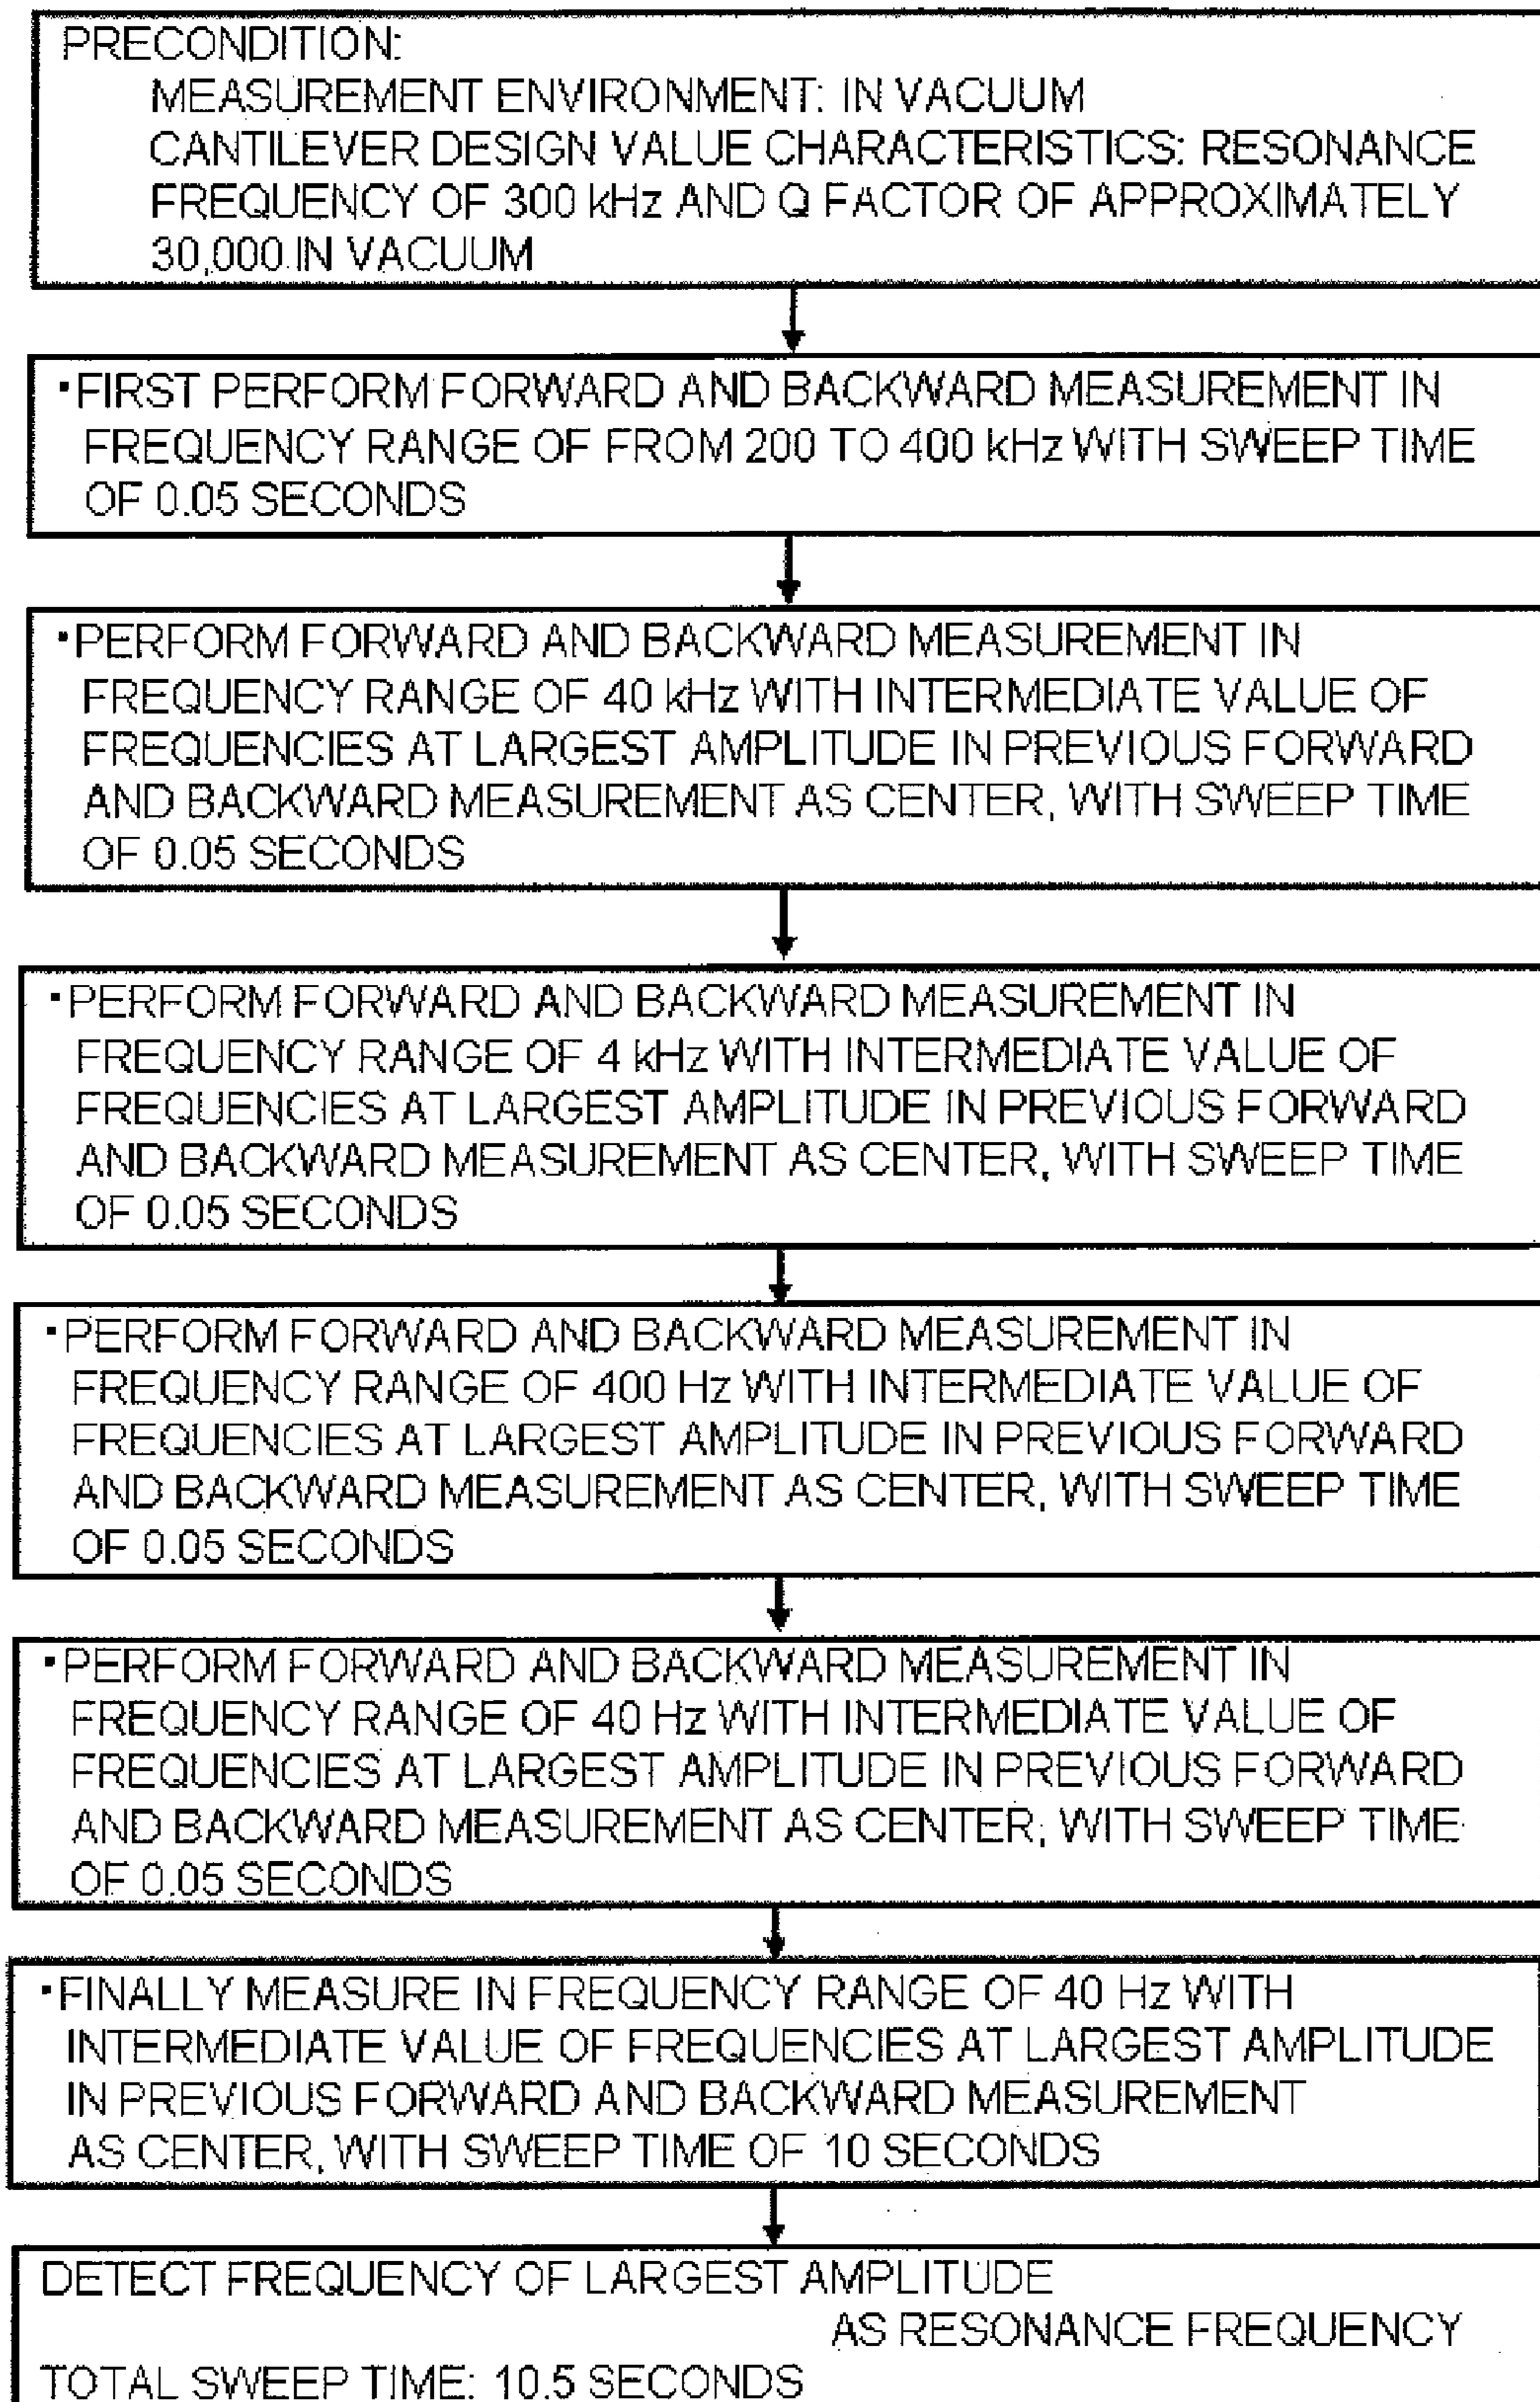 PRECONDITION:
MEASUREMENT ENVIRONMENT: IN VACUUM
CANTILEVER DESIGN VALUE CHARACTERISTICS: RESONANCE
FREQUENCY OF 300 kHz AND Q FACTOR OF APPROXIMATELY
30,000 IN VACUUM
▪FIRST PERFORM FORWARD AND BACKWARD MEASUREMENT IN
FREQUENCY RANGE OF FROM 200 TO 400 kHz WITH SWEEP TIME
OF 0.05 SECONDS
▪PERFORM FORWARD AND BACKWARD MEASUREMENT IN
FREQUENCY RANGE OF 40 kHz WITH INTERMEDIATE VALUE OF
FREQUENCIES AT LARGEST AMPLITUDE IN PREVIOUS FORWARD
AND BACKWARD MEASUREMENT AS CENTER, WITH SWEEP TIME
OF 0.05 SECONDS
▪PERFORM FORWARD AND BACKWARD MEASUREMENT IN
FREQUENCY RANGE OF 4 kHz WITH INTERMEDIATE VALUE OF
FREQUENCIES AT LARGEST AMPLITUDE IN PREVIOUS FORWARD
AND BACKWARD MEASUREMENT AS CENTER, WITH SWEEP TIME
OF 0.05 SECONDS
▪PERFORM FORWARD AND BACKWARD MEASUREMENT IN
FREQUENCY RANGE OF 400 Hz WITH INTERMEDIATE VALUE OF
FREQUENCIES AT LARGEST AMPLITUDE IN PREVIOUS FORWARD
AND BACKWARD MEASUREMENT AS CENTER, WITH SWEEP TIME
OF 0.05 SECONDS
▪PERFORM FORWARD AND BACKWARD MEASUREMENT IN
FREQUENCY RANGE OF 40 Hz WITH INTERMEDIATE VALUE OF
FREQUENCIES AT LARGEST AMPLITUDE IN PREVIOUS FORWARD
AND BACKWARD MEASUREMENT AS CENTER, WITH SWEEP TIME
OF 0.05 SECONDS
▪FINALLY MEASURE IN FREQUENCY RANGE OF 40 Hz WITH
INTERMEDIATE VALUE OF FREQUENCIES AT LARGEST AMPLITUDE
IN PREVIOUS FORWARD AND BACKWARD MEASUREMENT
AS CENTER, WITH SWEEP TIME OF 10 SECONDS
DETECT FREQUENCY OF LARGEST AMPLITUDE
AS RESONANCE FREQUENCY
TOTAL SWEEP TIME: 10.5 SECONDS